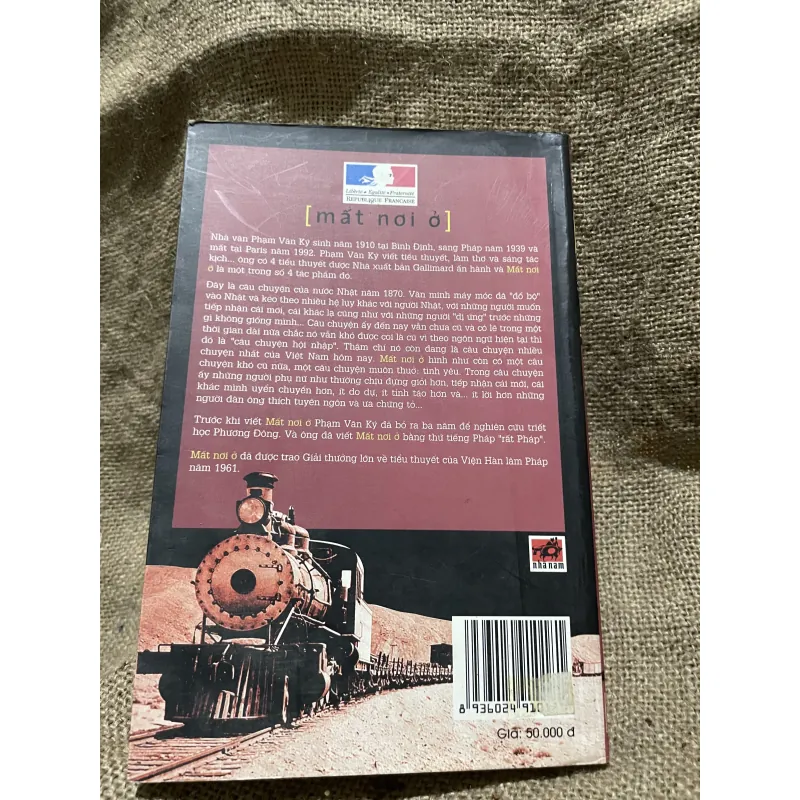 Liberté • Égalité • Fraternité
RÉPUBLIQUE FRANÇAISE
[mất nơi ở]
Nhà văn Phạm Văn Ký sinh năm 1910 tại Bình Định, sang Pháp năm 1939 và
mất tại Paris năm 1992. Phạm Văn Ký viết tiểu thuyết, làm thơ và sáng tác
kịch... ông có 4 tiểu thuyết được Nhà xuất bản Gallimard ấn hành và Mất nơi
ở là một trong số 4 tác phẩm đó.
Đây là câu chuyện của nước Nhật năm 1870. Văn minh máy móc đã "đổ bộ"
vào Nhật và kéo theo nhiều hệ lụy khác với người Nhật, với những người muốn
tiếp nhận cái mới, cái khác lạ cũng như với những người "dị ứng" trước những
gì không giống mình... Câu chuyện ấy đến nay vẫn chưa cũ và có lẽ trong một
thời gian dài nữa chắc nó vẫn khó được coi là cũ vì theo ngôn ngữ hiện tại thì
đó là "câu chuyện hội nhập". Thậm chí nó còn đang là câu chuyện nhiều
chuyện nhất của Việt Nam hôm nay. Mất nơi ở hình như còn có một câu
chuyện khó cũ nữa, một câu chuyện muôn thuở: tình yêu. Trong câu chuyện
ấy những người phụ nữ như thường chịu đựng giỏi hơn, tiếp nhận cái mới, cái
khác mình uyển chuyển hơn, ít do dự, ít tính táo hơn và... ít lời hơn những
người đàn ông thích tuyên ngôn và ưa chứng tỏ...
Trước khi viết Mất nơi ở Phạm Văn Ký đã bỏ ra ba năm để nghiên cứu triết
học Phương Đông. Và ông đã viết Mất nơi ở bằng thứ tiếng Pháp "rất Pháp".
Mất nơi ở đã được trao Giải thưởng lớn về tiểu thuyết của Viện Hàn lâm Pháp
năm 1961.
nhã nam
8 936024 910
Giá: 50.000 đ